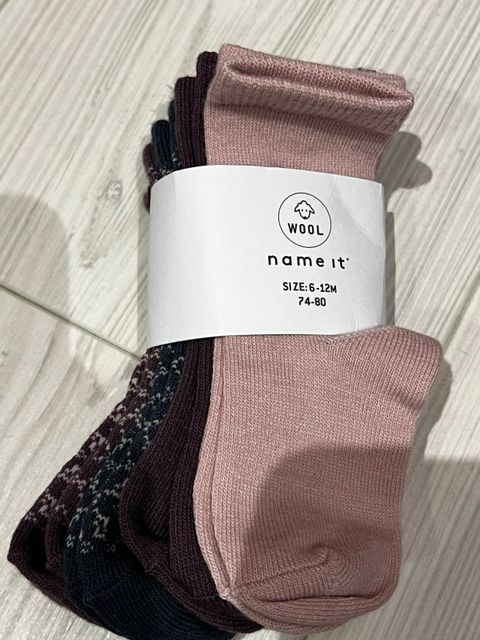 WOOL
name it
SIZE: 6-12M
74-80